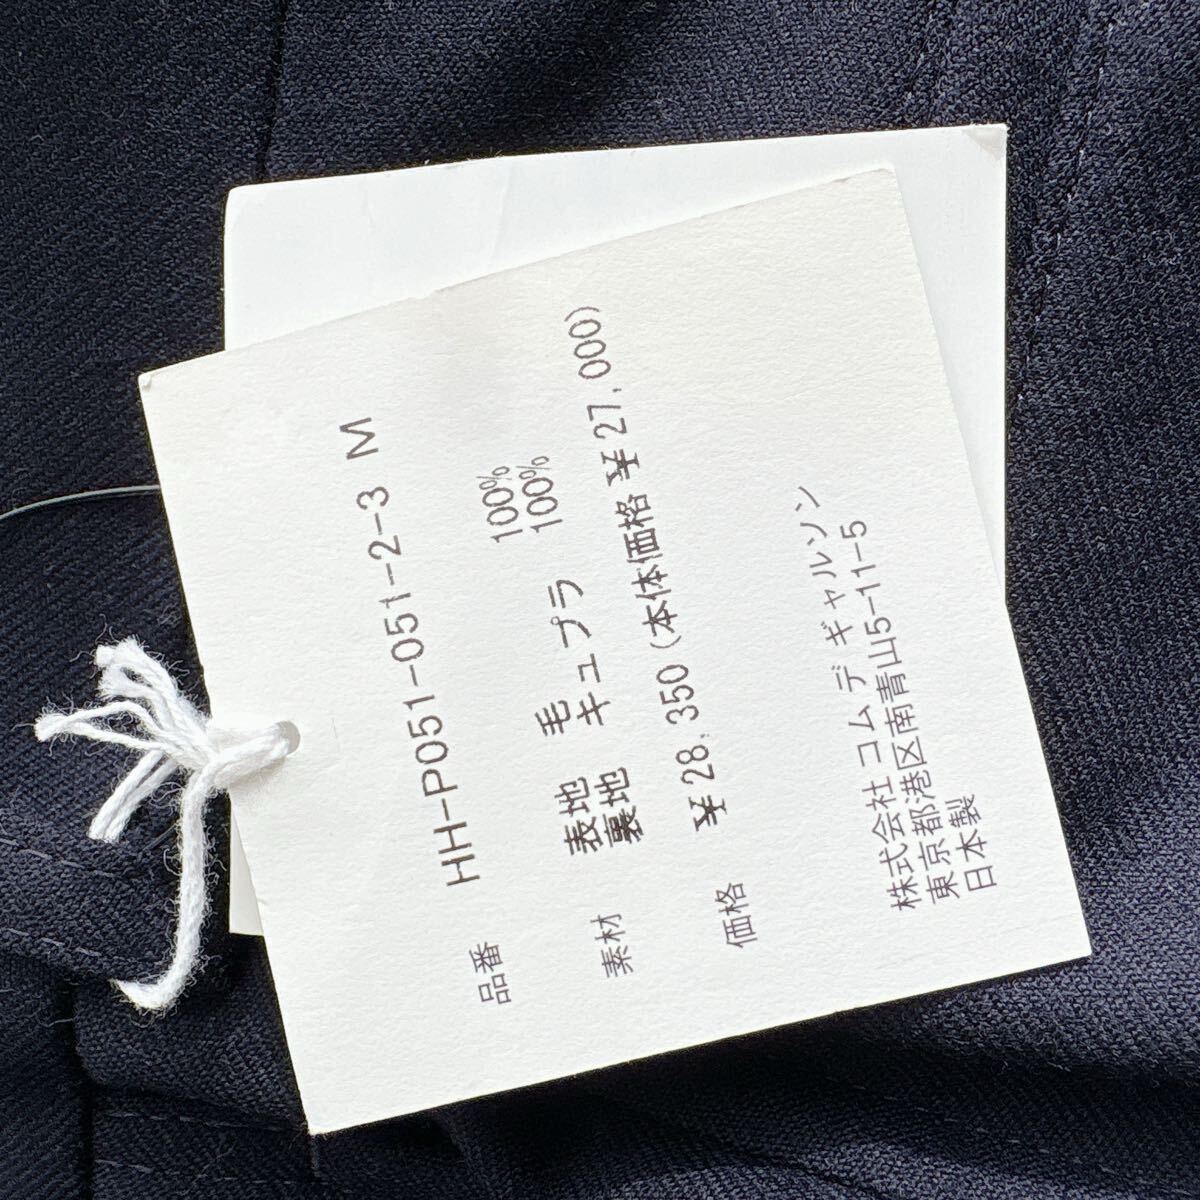 品番 HH-P051-051-2-3 M
素材 表地 毛 100%
裏地 キュプラ 100%
価格 ¥28,350(本体価格 ¥27,000)
株式会社 コム デ ギャルソン
東京都港区南青山5-11-5
日本製